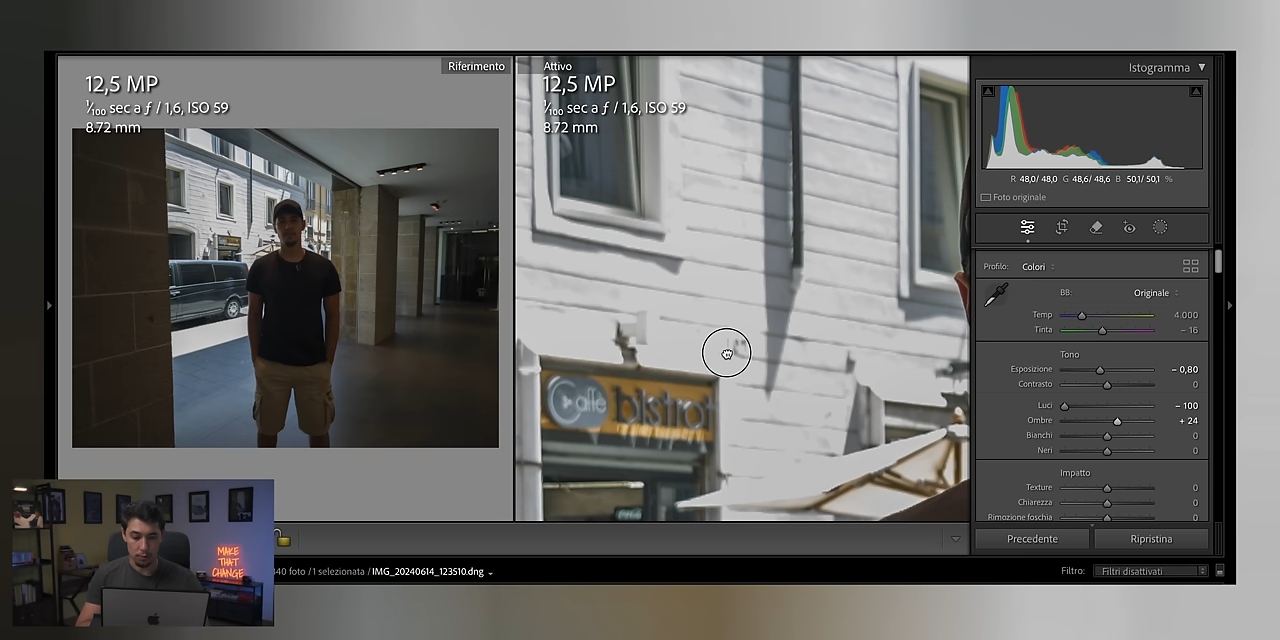 Riferimento
12,5 MP
1/100 sec a ƒ / 1,6, ISO 59
8.72 mm
Attivo
12,5 MP
1/100 sec a ƒ / 1,6, ISO 59
8.72 mm
Caffe bistrot
Istogramma ▼
R 48,0/ 48,0 G 48,6/ 48,6 B 50,1/ 50,1 %
Foto originale
Profilo: Colori
BB: Originale
Temp 4.000
Tinta – 16
Tono
Esposizione – 0,80
Contrasto 0
Luci – 100
Ombre + 24
Bianchi 0
Neri 0
Impatto
Texture 0
Chiarezza 0
Rimozione foschia 0
Precedente
Ripristina
MAKE
THAT
CHANGE
340 foto /1 selezionata / IMG_20240614_123510.dng
Filtro: Filtri disattivati